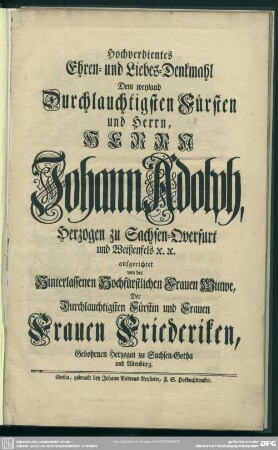 Hochverdientes
Ehren- und Liebes-Denkmahl
Dem weyland
Durchlauchtigsten Fürsten
und Herrn,
HERRN
Johann Adolph,
Herzogen zu Sachsen-Querfurt
und Weißenfels ꝛc. ꝛc.
aufgerichtet
von der
Hinterlassenen Hochfürstlichen Frauen Wittwe,
Der
Durchlauchtigsten Fürstin und Frauen
Frauen Friederiken,
Gebohrnen Herzogin zu Sachsen-Gotha
und Altenburg.
Gotha, gedruckt bey Johann Andreas Reyhern, F. S. Hofbuchdrucker.